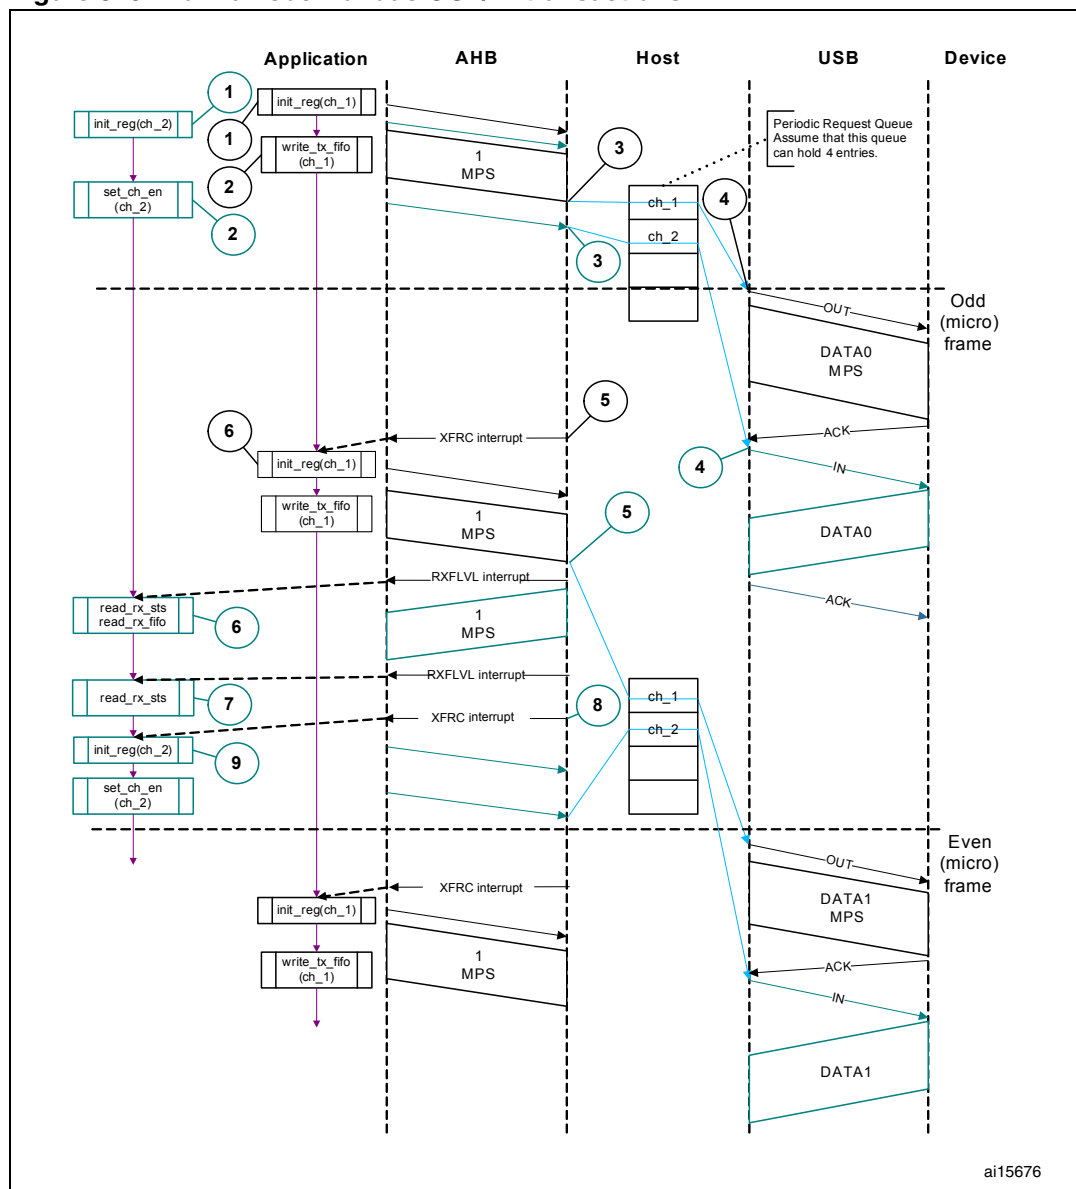 Application
AHB
Host
USB
Device
1
init_reg(ch_1)
init_reg(ch_2)
1
write_tx_fifo
(ch_1)
2
1
MPS
3
Periodic Request Queue
Assume that this queue
can hold 4 entries.
set_ch_en
(ch_2)
2
ch_1
4
ch_2
3
Odd
(micro)
frame
OUT
DATA0
MPS
5
6
XFRC interrupt
ACK
init_reg(ch_1)
4
IN
write_tx_fifo
(ch_1)
1
MPS
5
DATA0
RXFLVL interrupt
read_rx_sts
read_rx_fifo
6
1
MPS
ACK
RXFLVL interrupt
read_rx_sts
7
ch_1
XFRC interrupt
8
ch_2
init_reg(ch_2)
9
set_ch_en
(ch_2)
Even
(micro)
frame
OUT
XFRC interrupt
init_reg(ch_1)
DATA1
MPS
write_tx_fifo
(ch_1)
1
MPS
ACK
IN
DATA1
ai15676